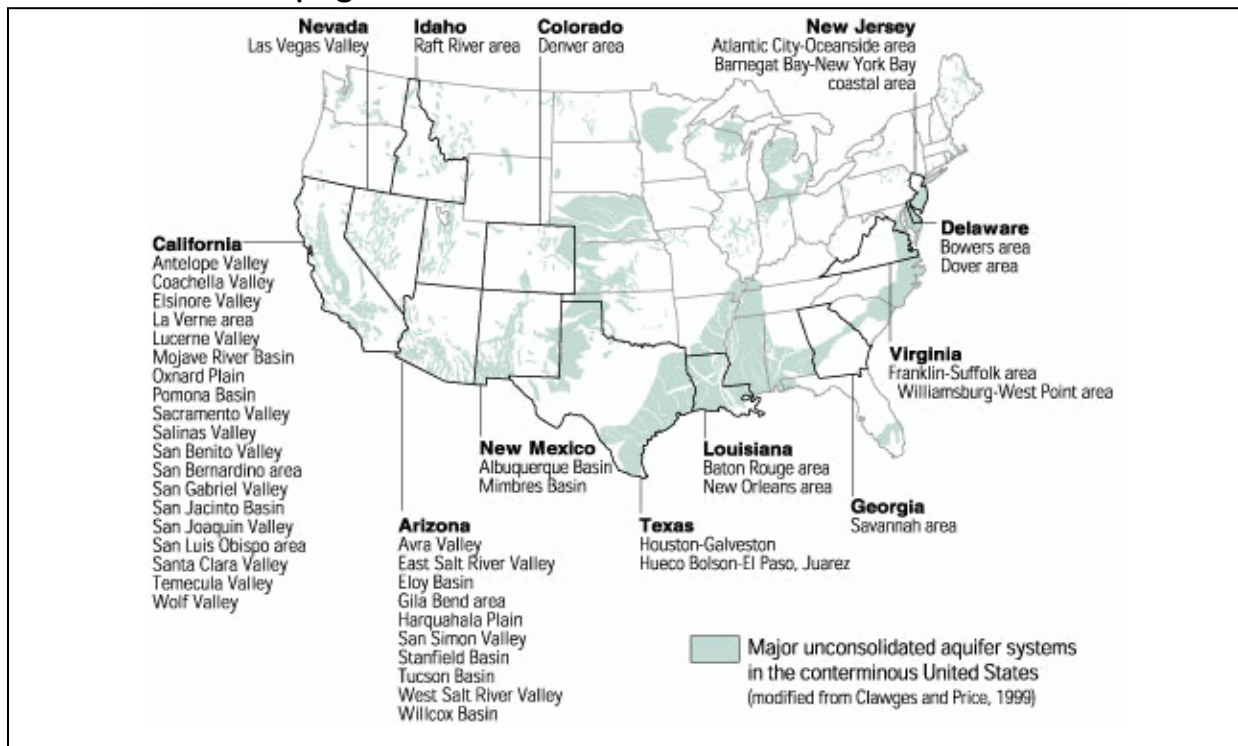 Nevada
Las Vegas Valley
Idaho
Raft River area
Colorado
Denver area
New Jersey
Atlantic City-Oceanside area
Barnegat Bay-New York Bay
coastal area
California
Antelope Valley
Coachella Valley
Elsinore Valley
La Verne area
Lucerne Valley
Mojave River Basin
Oxnard Plain
Pomona Basin
Sacramento Valley
Salinas Valley
San Benito Valley
San Bernardino area
San Gabriel Valley
San Jacinto Basin
San Joaquin Valley
San Luis Obispo area
Santa Clara Valley
Temecula Valley
Wolf Valley
Arizona
Avra Valley
East Salt River Valley
Eloy Basin
Gila Bend area
Harquahala Plain
San Simon Valley
Stanfield Basin
Tucson Basin
West Salt River Valley
Willcox Basin
New Mexico
Albuquerque Basin
Mimbres Basin
Texas
Houston-Galveston
Hueco Bolson-El Paso, Juarez
Louisiana
Baton Rouge area
New Orleans area
Georgia
Savannah area
Virginia
Franklin-Suffolk area
Williamsburg-West Point area
Delaware
Bowers area
Dover area
Major unconsolidated aquifer systems
in the conterminous United States
(modified from Clawges and Price, 1999)